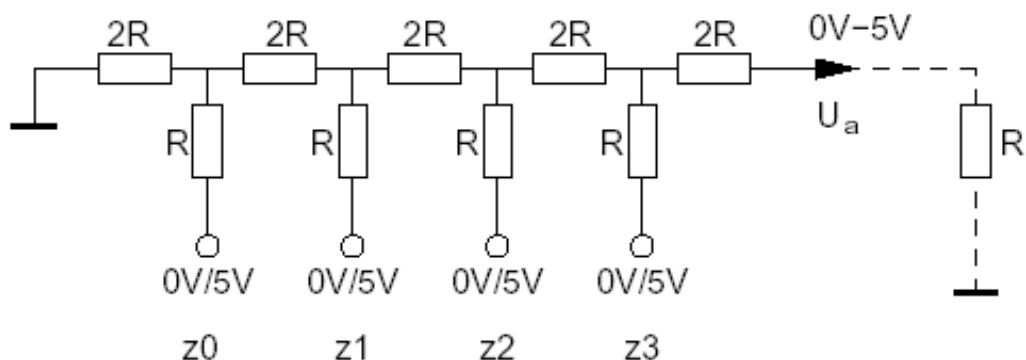 2R 2R 2R 2R 2R 0V−5V
U a
R R R R R
0V/5V 0V/5V 0V/5V 0V/5V
z0 z1 z2 z3